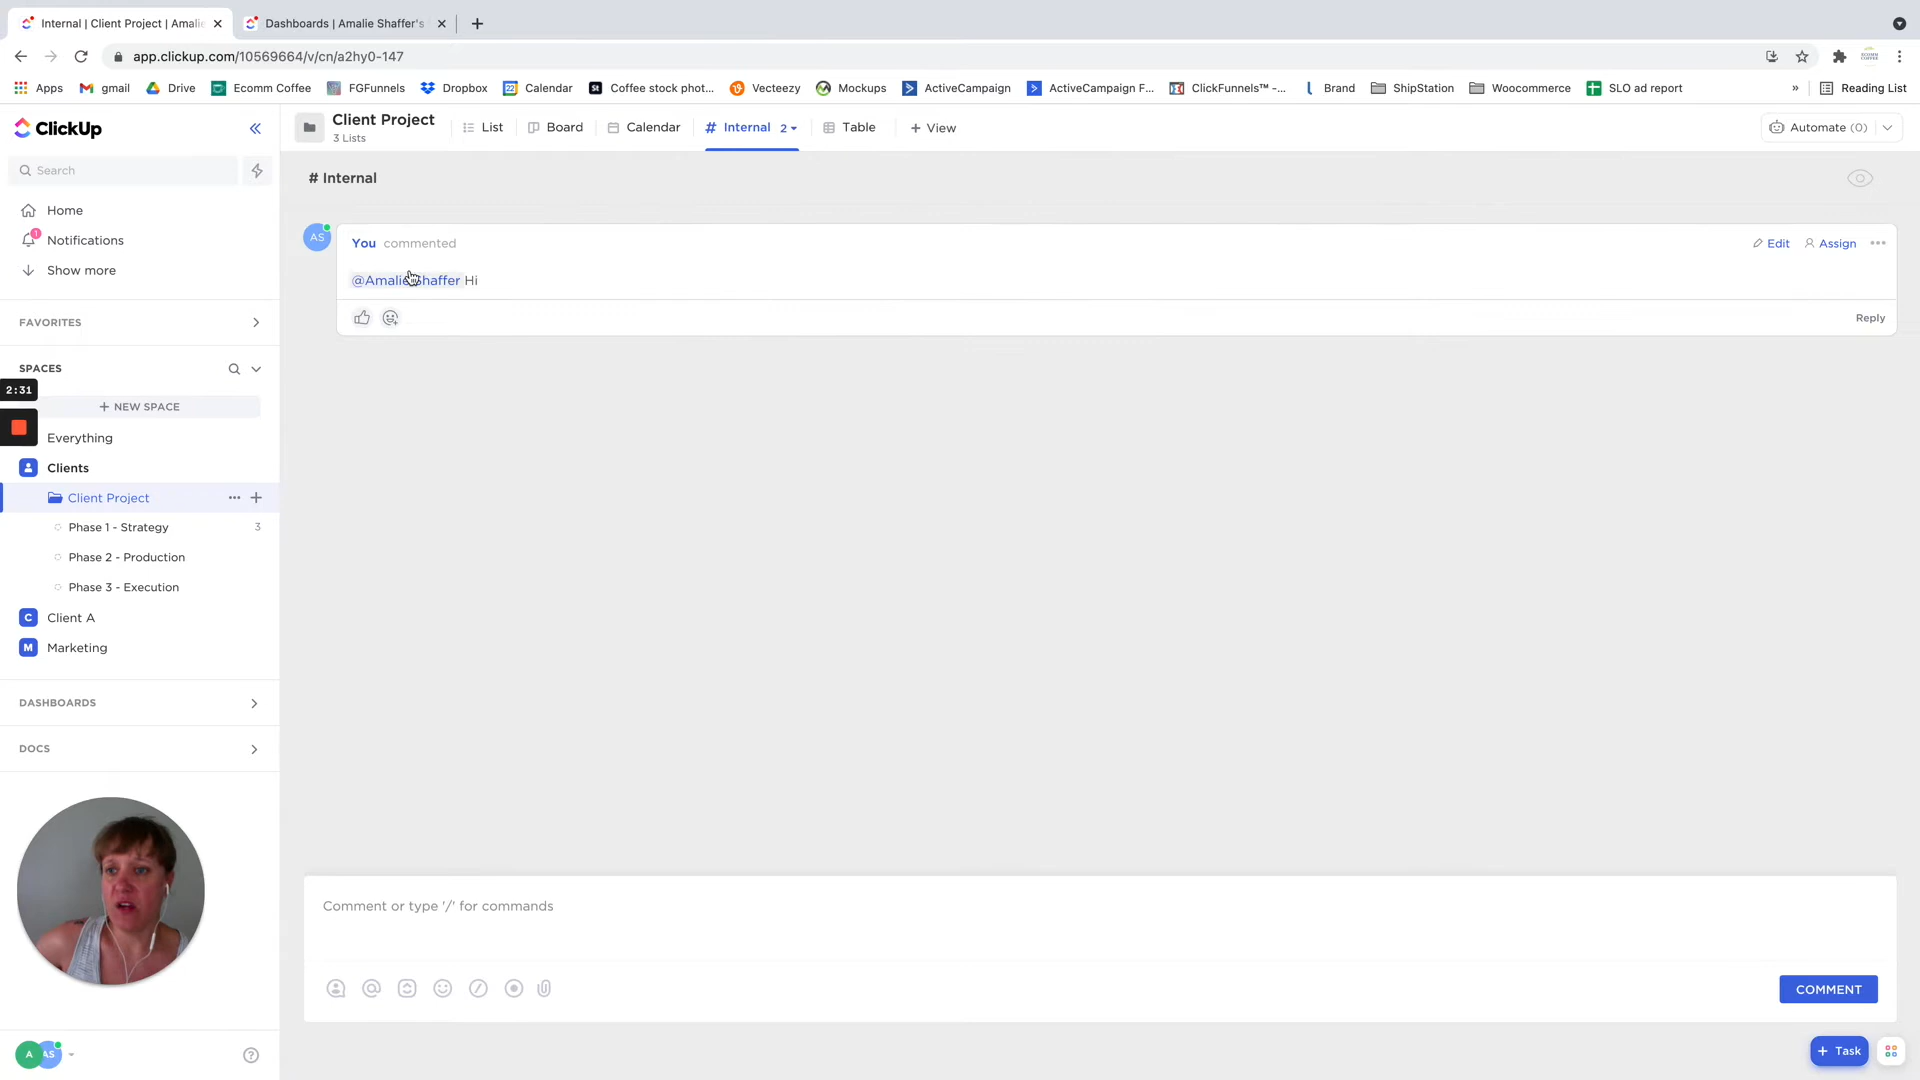 Internal | Client Project | Amalie
Dashboards | Amalie Shaffer's
app.clickup.com/10569664/v/cn/a2hy0-147
Apps
gmail
Drive
Ecomm Coffee
FGFunnels
Dropbox
Calendar
Coffee stock phot...
Vecteezy
Mockups
ActiveCampaign
ActiveCampaign F...
ClickFunnels™ -...
Brand
ShipStation
Woocommerce
SLO ad report
»
Reading List
ClickUp
Client Project
3 Lists
List
Board
Calendar
# Internal 2
Table
+ View
Automate (0)
Search
# Internal
Home
1
Notifications
Show more
AS
You commented
Edit
Assign
@Amalie Shaffer Hi
Reply
FAVORITES
SPACES
2:31
+ NEW SPACE
Everything
Clients
Client Project
Phase 1 - Strategy 3
Phase 2 - Production
Phase 3 - Execution
C Client A
M Marketing
DASHBOARDS
DOCS
Comment or type '/' for commands
COMMENT
A AS
+ Task